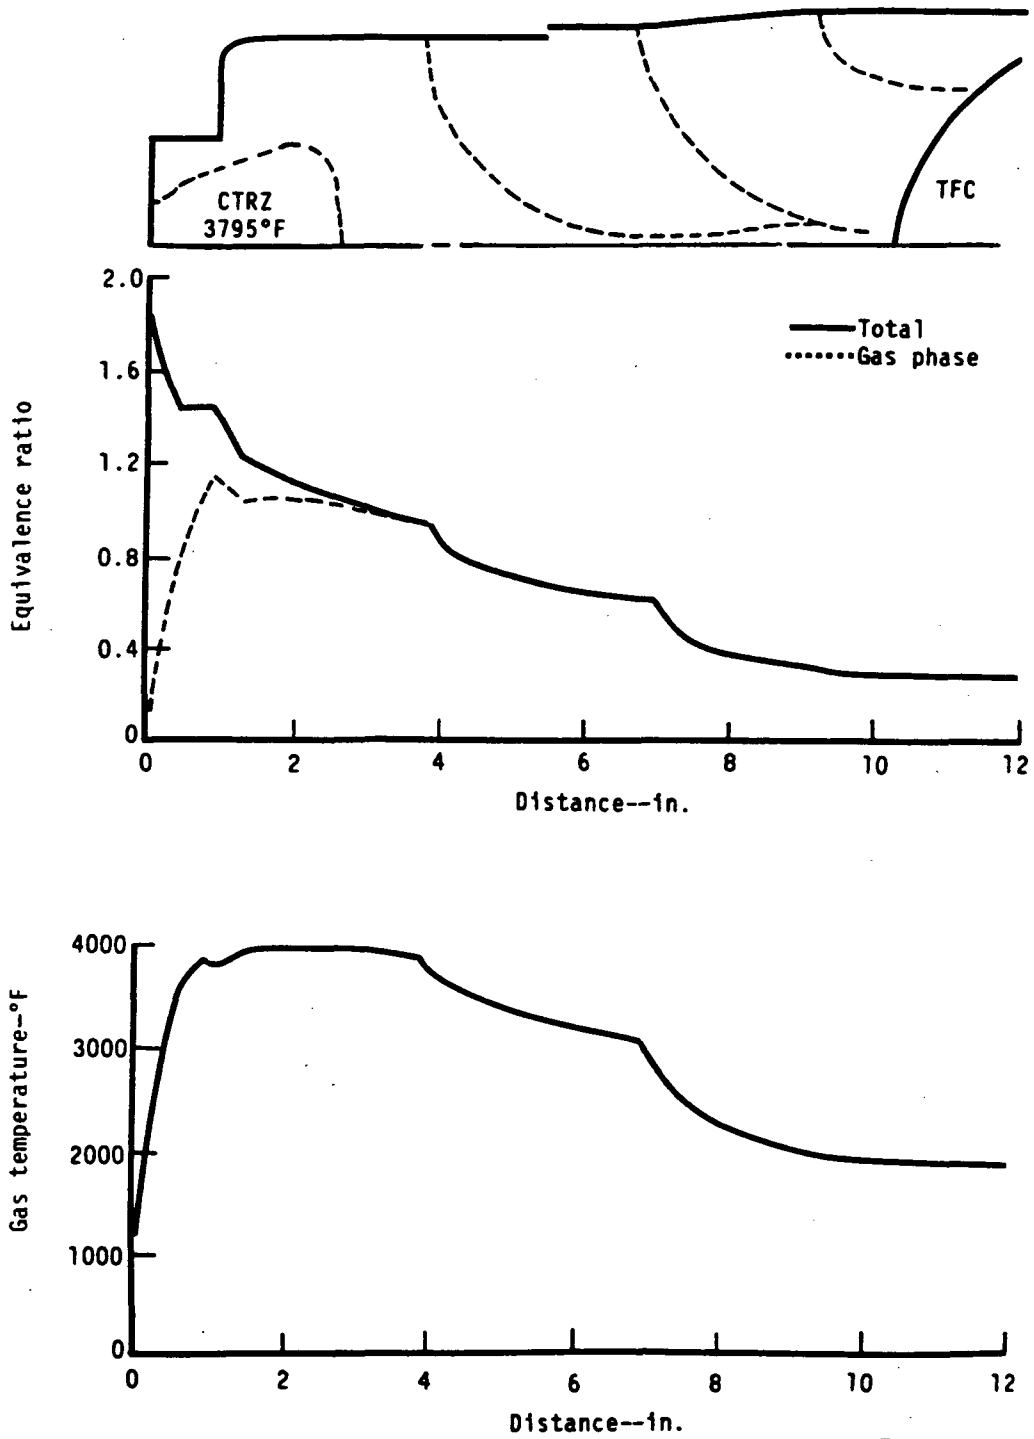 CTRZ
3795°F
TFC
2.0
Total
Gas phase
1.6
1.2
0.8
0.4
0
Equivalence ratio
0 2 4 6 8 10 12
Distance--in.
4000
3000
2000
1000
0
Gas temperature-°F
0 2 4 6 8 10 12
Distance--in.